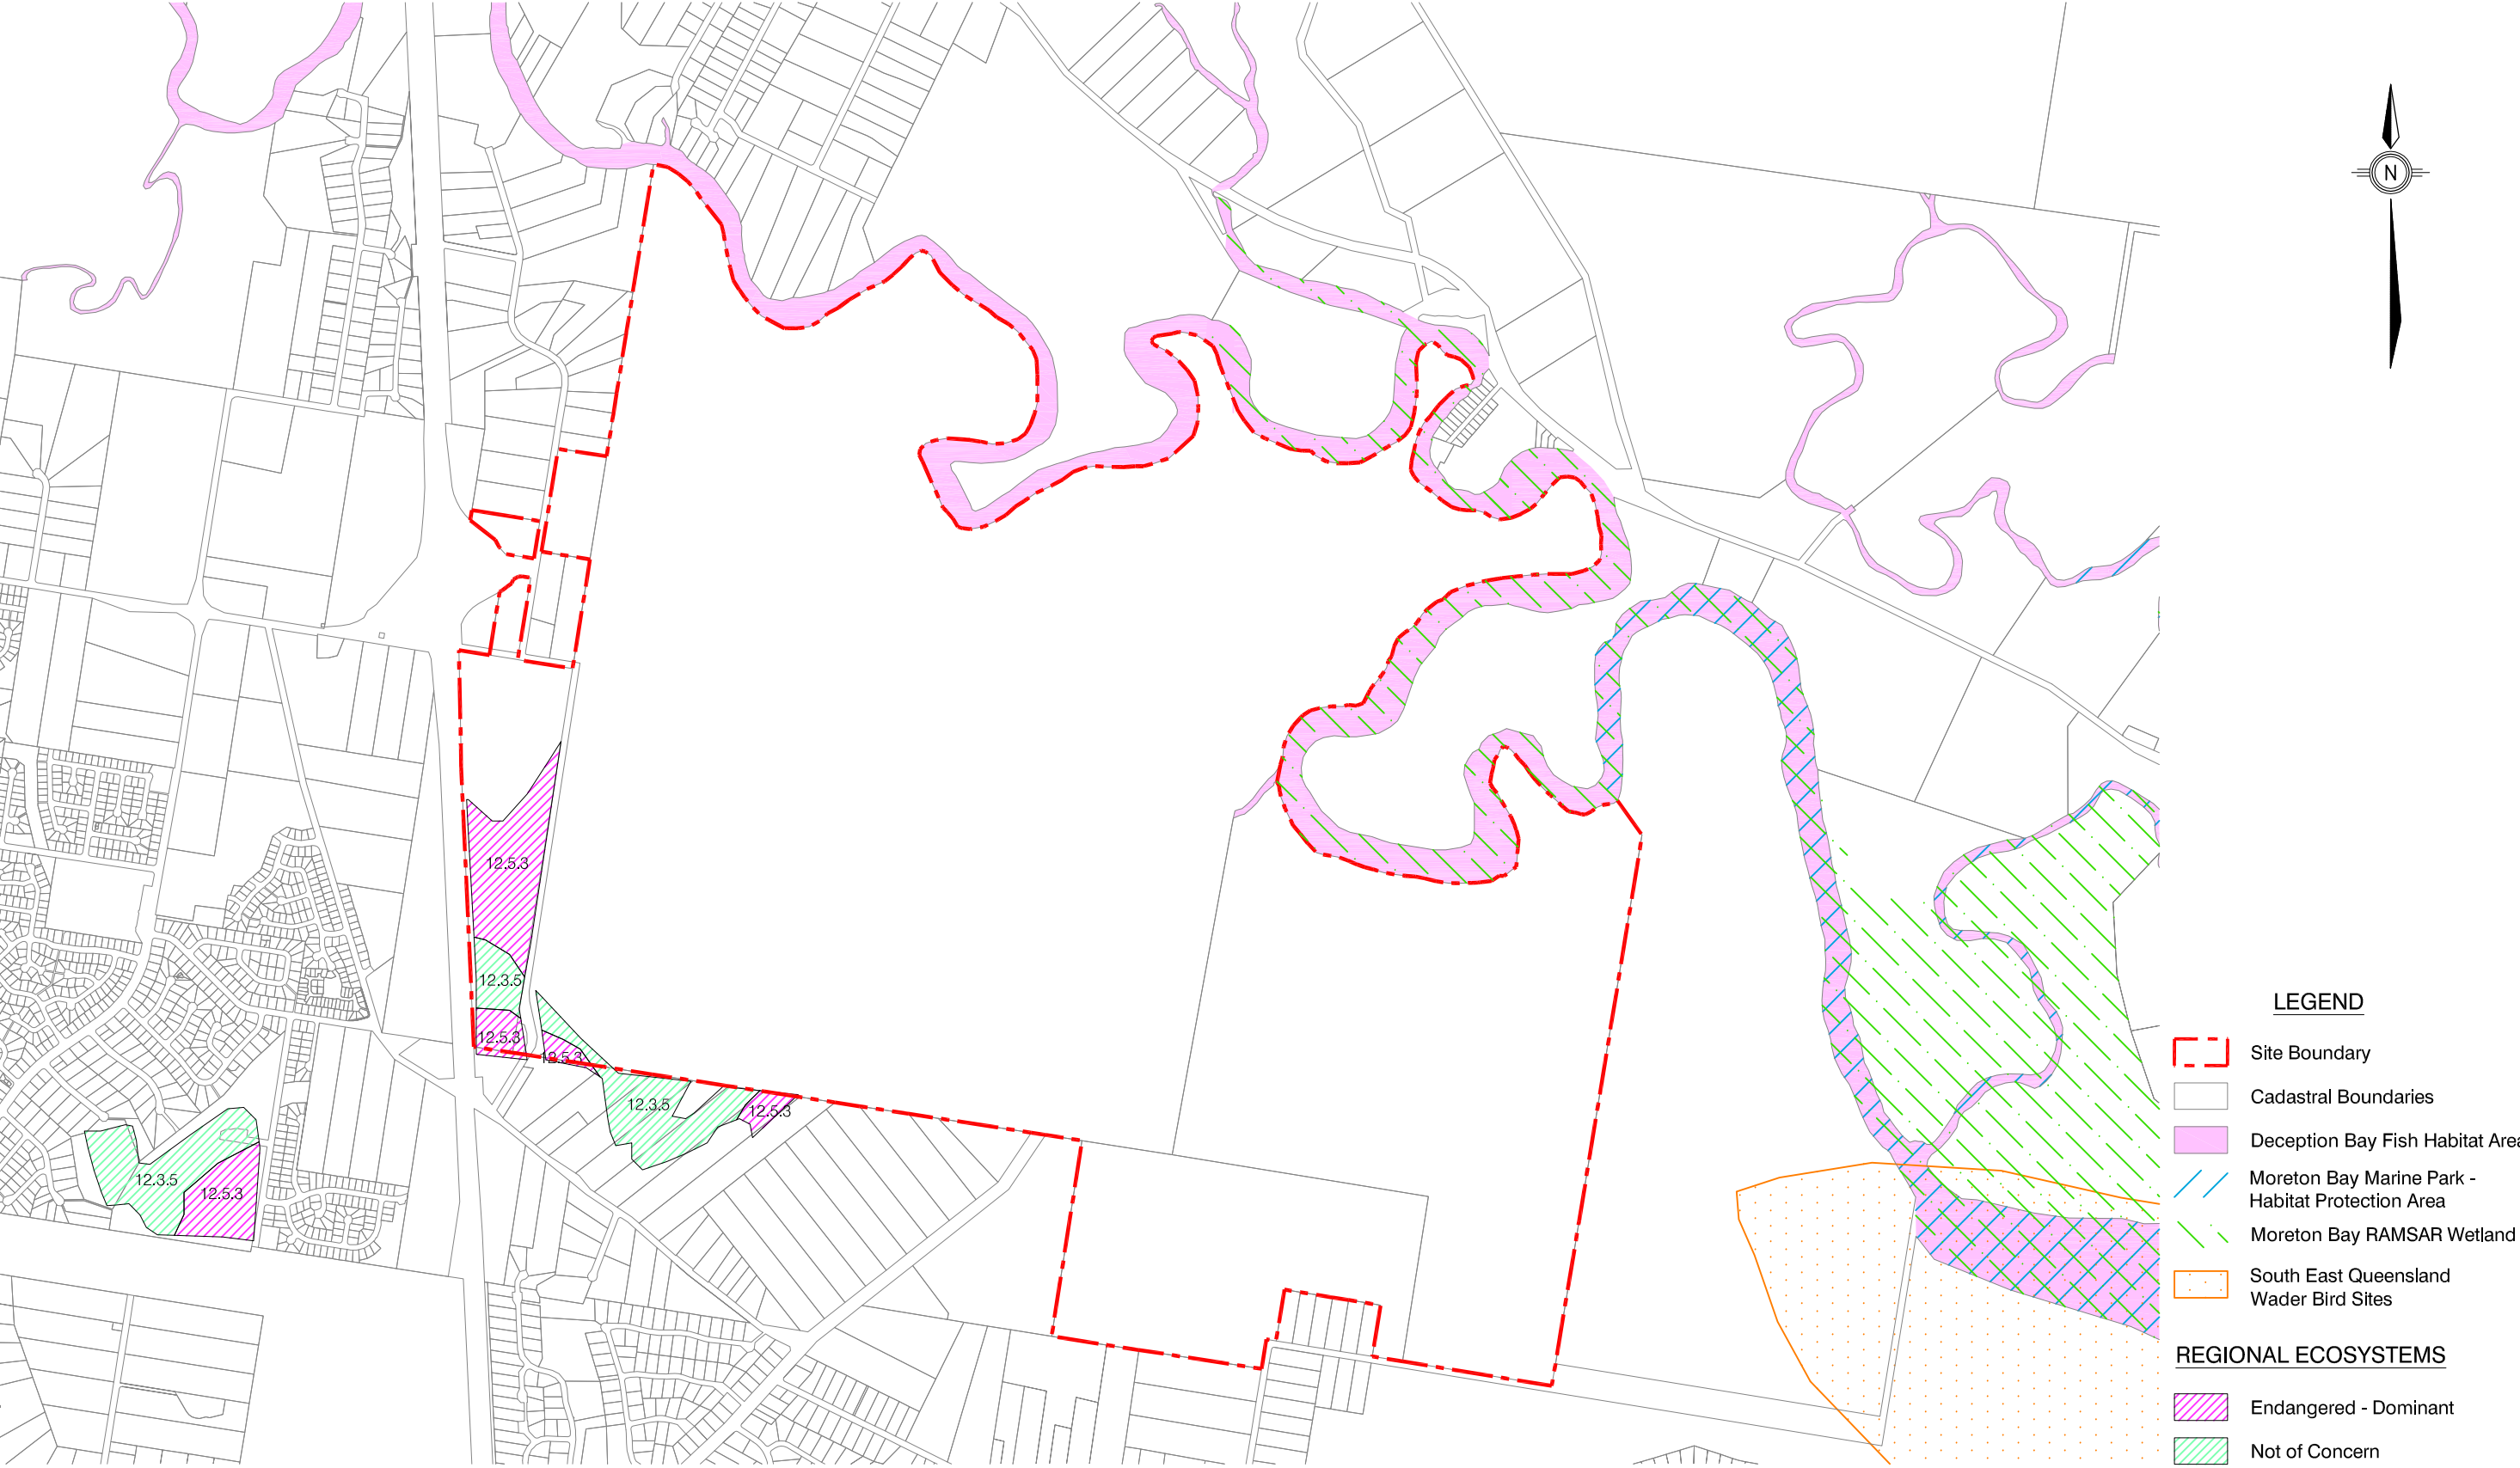 N
12.5.3
12.3.5
12.5.3
12.5.3
12.3.5
12.5.3
12.3.5
12.5.3
LEGEND
Site Boundary
Cadastral Boundaries
Deception Bay Fish Habitat Area
Moreton Bay Marine Park -
Habitat Protection Area
Moreton Bay RAMSAR Wetland
South East Queensland
Wader Bird Sites
REGIONAL ECOSYSTEMS
Endangered - Dominant
Not of Concern